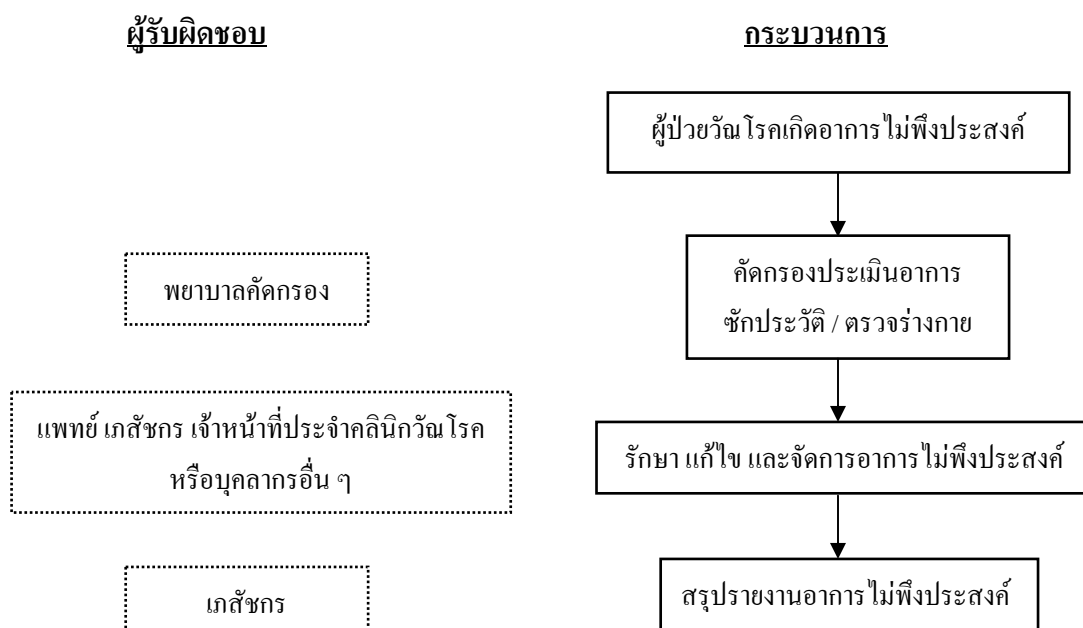 ผู้รับผิดชอบ
กระบวนการ
ผู้ป่วยวัณโรคเกิดอาการไม่พึงประสงค์
พยาบาลคัดกรอง
คัดกรองประเมินอาการ
ซักประวัติ / ตรวจร่างกาย
แพทย์ เภสัชกร เจ้าหน้าที่ประจำคลินิกวัณโรค
หรือบุคลากรอื่น ๆ
รักษา แก้ไข และจัดการอาการไม่พึงประสงค์
เภสัชกร
สรุปรายงานอาการไม่พึงประสงค์